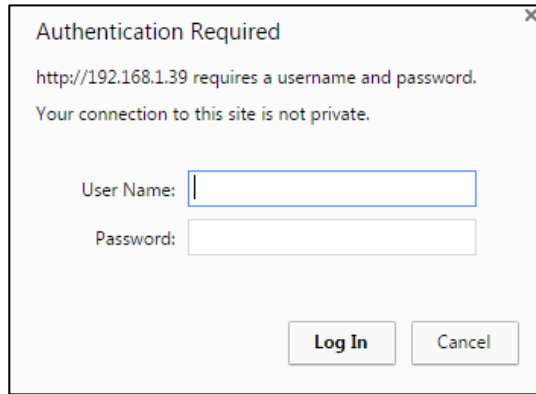 Authentication Required
http://192.168.1.39 requires a username and password.
Your connection to this site is not private.
User Name:
Password:
Log In
Cancel